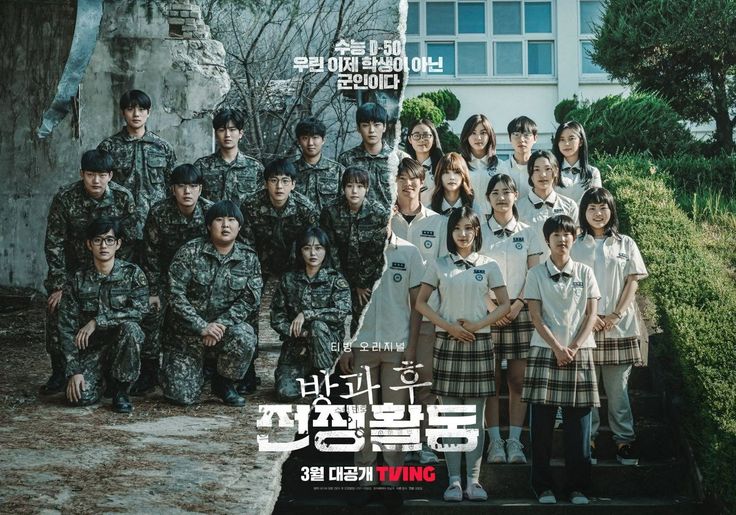 수능 D-50
우린 이제 학생이 아닌
군인이다
티빙 오리지널
방과 후
전쟁활동
3월 대공개 TVING